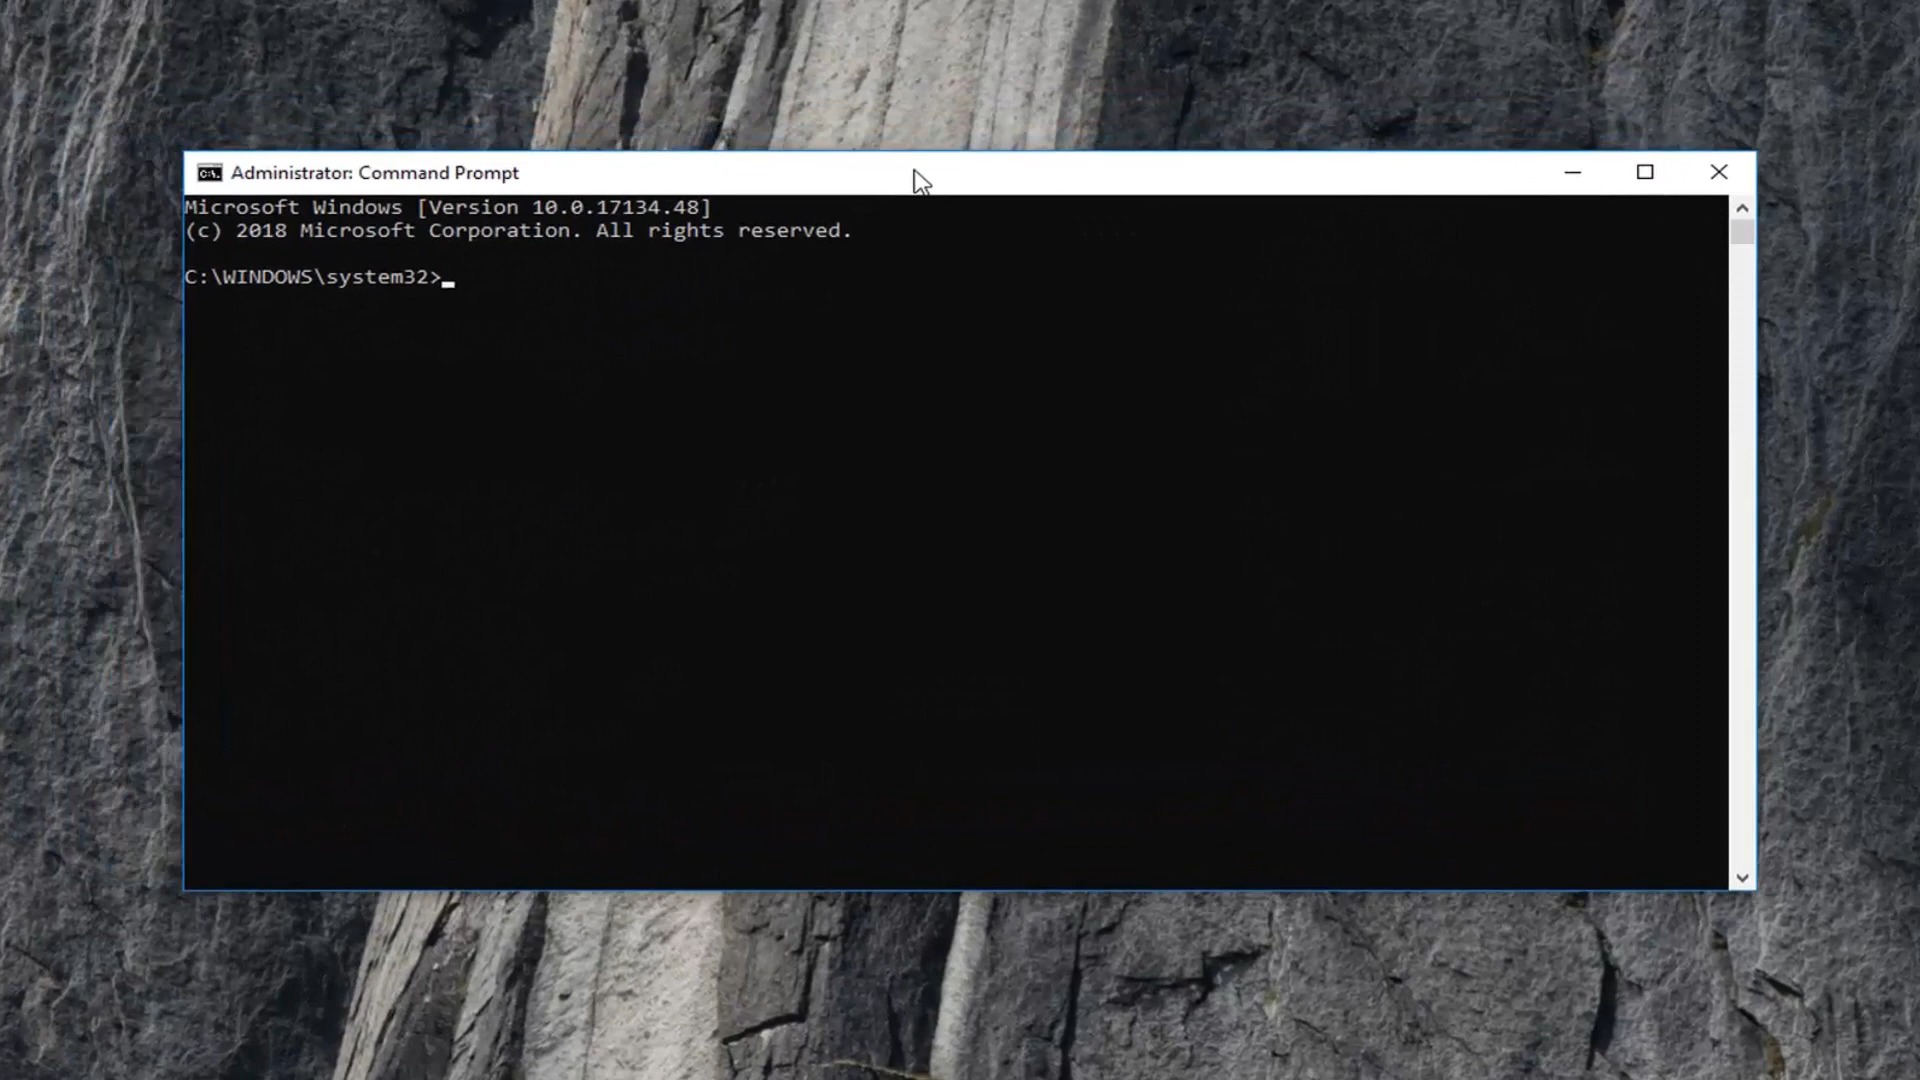 Administrator: Command Prompt
Microsoft Windows [Version 10.0.17134.48]
(c) 2018 Microsoft Corporation. All rights reserved.
C:\WINDOWS\system32>